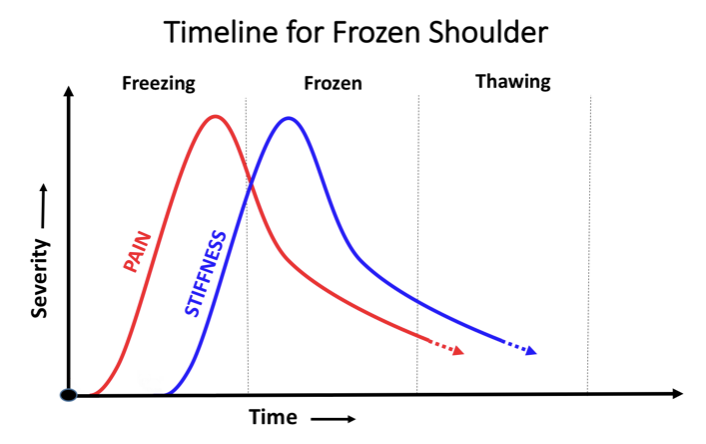 Timeline for Frozen Shoulder
Freezing
Frozen
Thawing
PAIN
STIFFNESS
Severity
Time